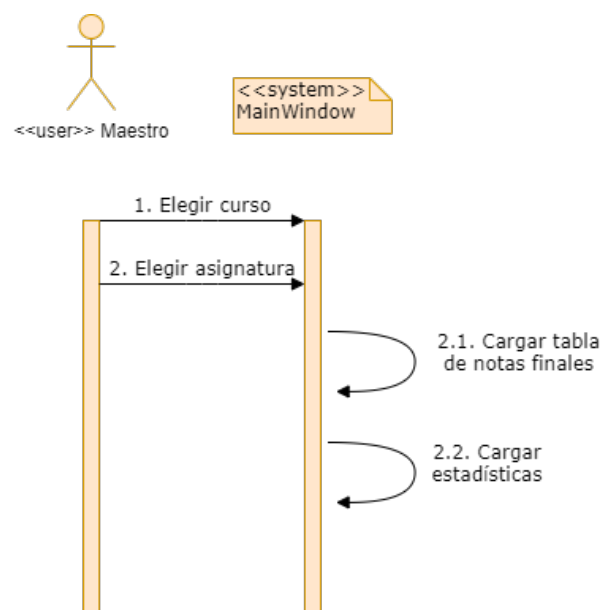 <<system>>
MainWindow
<<user>> Maestro
1. Elegir curso
2. Elegir asignatura
2.1. Cargar tabla
de notas finales
2.2. Cargar
estadísticas